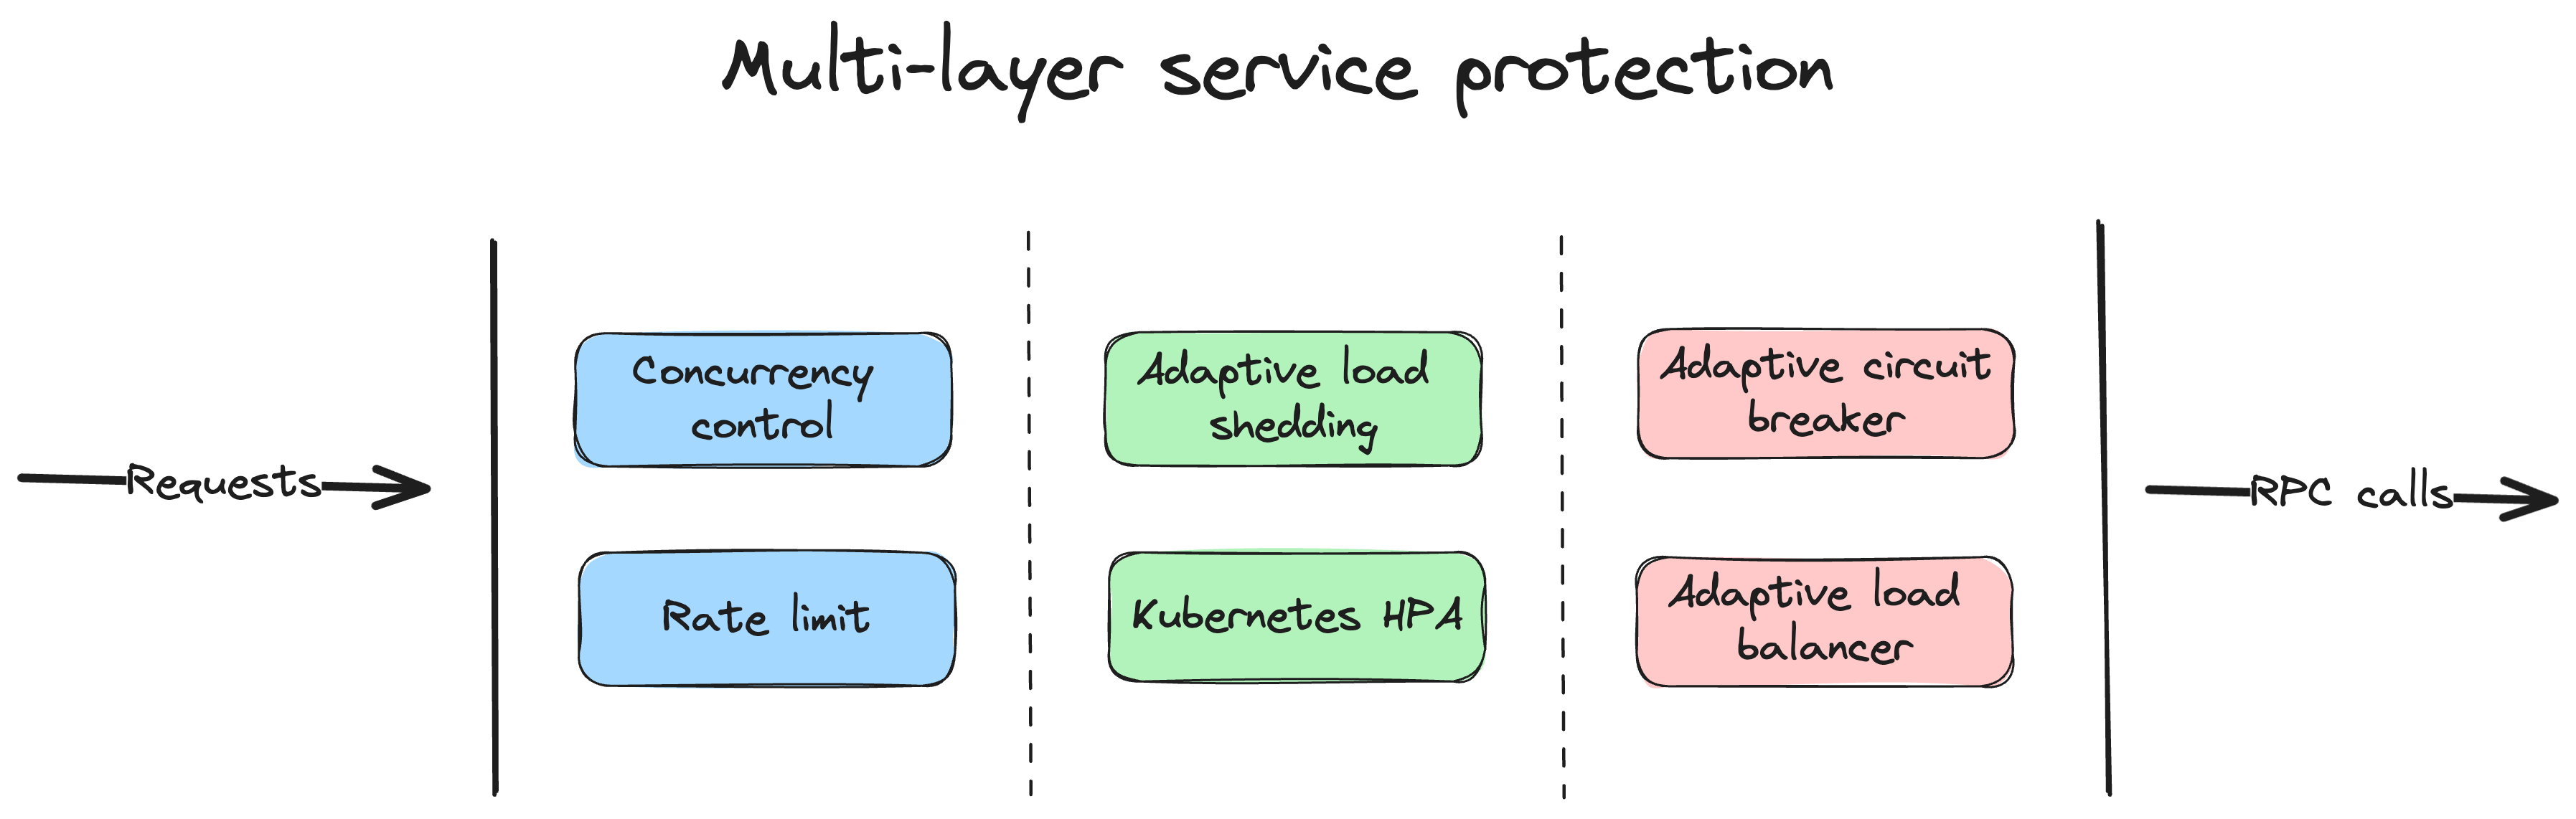 Multi-layer service protection
Requests
Concurrency
control
Rate limit
Adaptive load
shedding
Kubernetes HPA
Adaptive circuit
breaker
Adaptive load
balancer
RPC calls